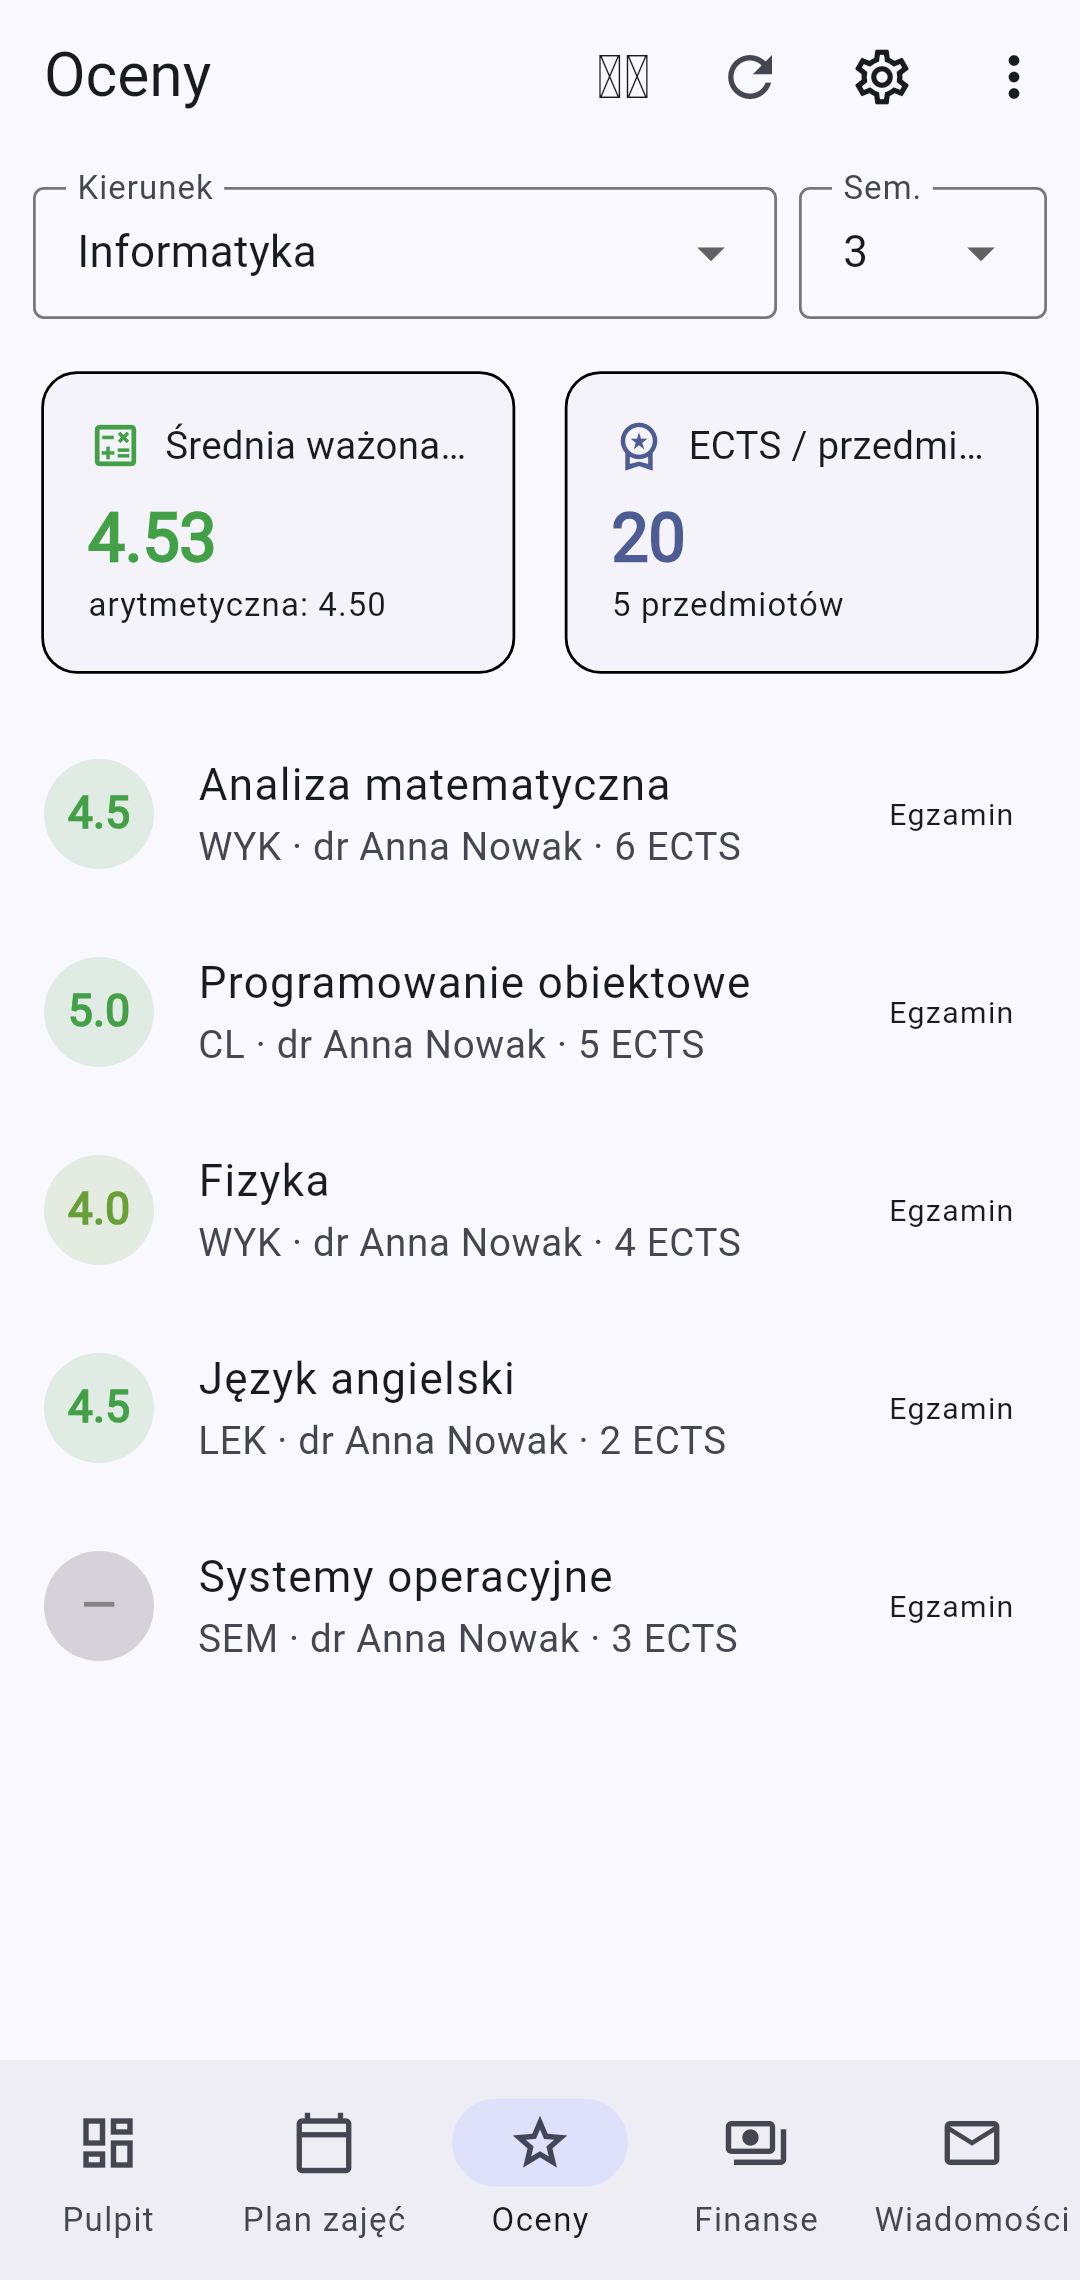 Oceny
Kierunek
Informatyka
Sem.
3
Średnia ważona…
4.53
arytmetyczna: 4.50
ECTS / przedmi…
20
5 przedmiotów
4.5
Analiza matematyczna
WYK · dr Anna Nowak · 6 ECTS
Egzamin
5.0
Programowanie obiektowe
CL · dr Anna Nowak · 5 ECTS
Egzamin
4.0
Fizyka
WYK · dr Anna Nowak · 4 ECTS
Egzamin
4.5
Język angielski
LEK · dr Anna Nowak · 2 ECTS
Egzamin
–
Systemy operacyjne
SEM · dr Anna Nowak · 3 ECTS
Egzamin
Pulpit
Plan zajęć
Oceny
Finanse
Wiadomości